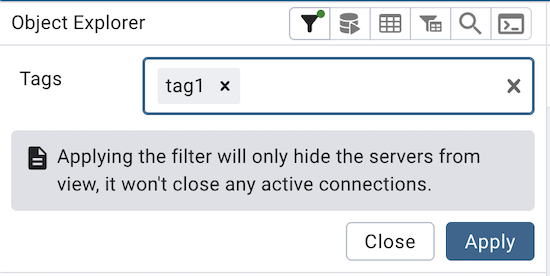 Object Explorer
Tags
tag1
Applying the filter will only hide the servers from
view, it won't close any active connections.
Close
Apply